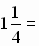 1 1/4 =